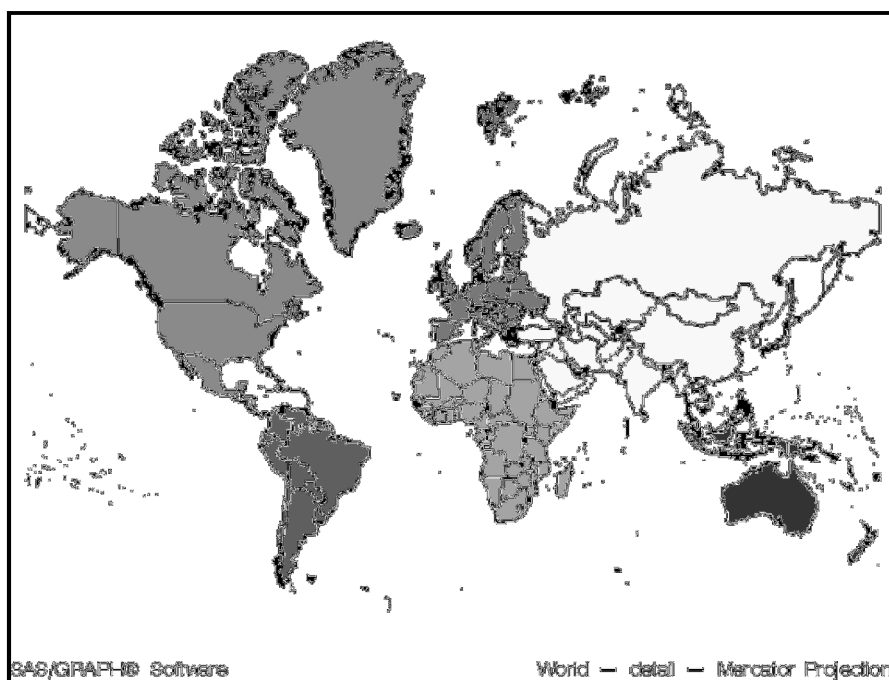 SAS/GRAPH® Software
World — detail — Mercator Projection